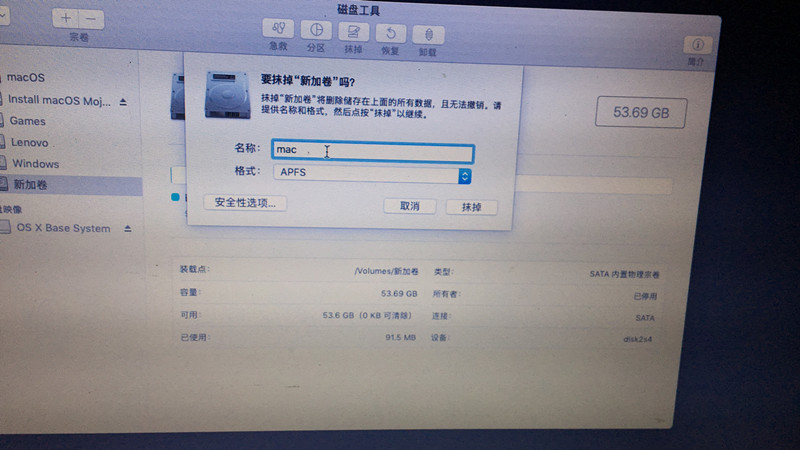 磁盘工具
宗卷
急救
分区
抹掉
恢复
卸载
简介
macOS
Install macOS Moj...
Games
Lenovo
Windows
新加卷
OS X Base System
要抹掉“新加卷”吗?
抹掉“新加卷”将删除储存在上面的所有数据，且无法撤销。请
提供名称和格式，然后点按“抹掉”以继续。
名称：
mac
格式：
APFS
安全性选项...
取消
抹掉
53.69 GB
装载点：
/Volumes/新加卷
类型：
SATA 内置物理宗卷
容量：
53.69 GB
所有者：
已停用
可用：
53.6 GB（0 KB 可清除）
连接：
SATA
已使用：
91.5 MB
设备：
disk2s4